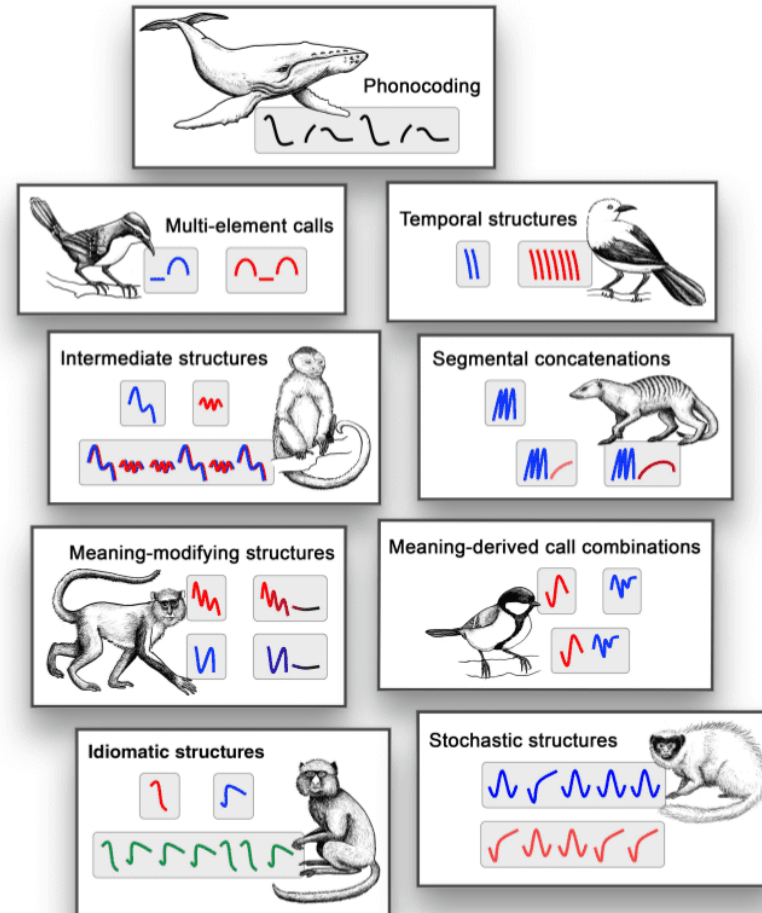 Phonocoding
Multi-element calls
Temporal structures
Intermediate structures
Segmental concatenations
Meaning-modifying structures
Meaning-derived call combinations
Idiomatic structures
Stochastic structures